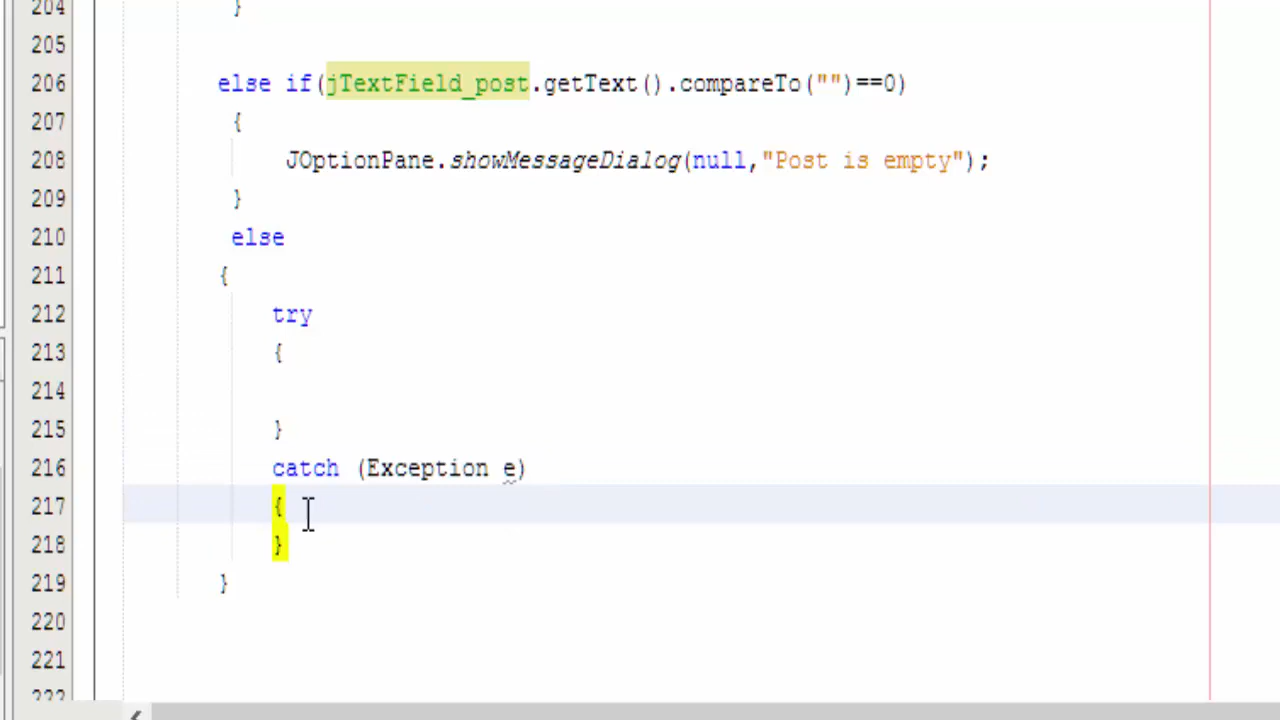 204 }
205
206 else if(jTextField_post.getText().compareTo("")==0)
207 {
208 JOptionPane.showMessageDialog(null,"Post is empty");
209 }
210 else
211 {
212 try
213 {
214
215 }
216 catch (Exception e)
217 {
218 }
219 }
220
221
222